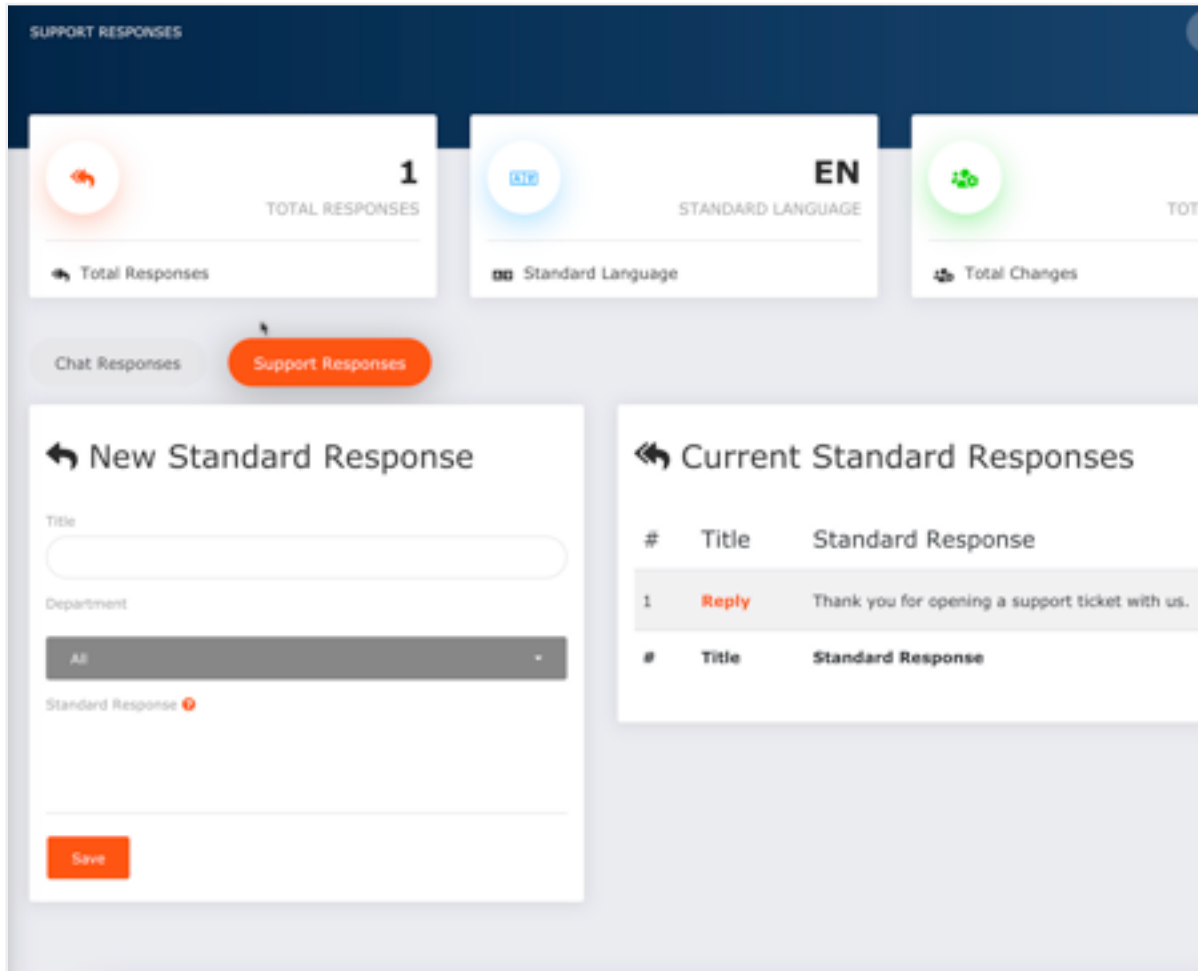 SUPPORT RESPONSES
1
TOTAL RESPONSES
Total Responses
EN
STANDARD LANGUAGE
Standard Language
TOT
Total Changes
Chat Responses
Support Responses
New Standard Response
Title
Department
All
Standard Response
Save
Current Standard Responses
# Title Standard Response
1 Reply Thank you for opening a support ticket with us.
# Title Standard Response